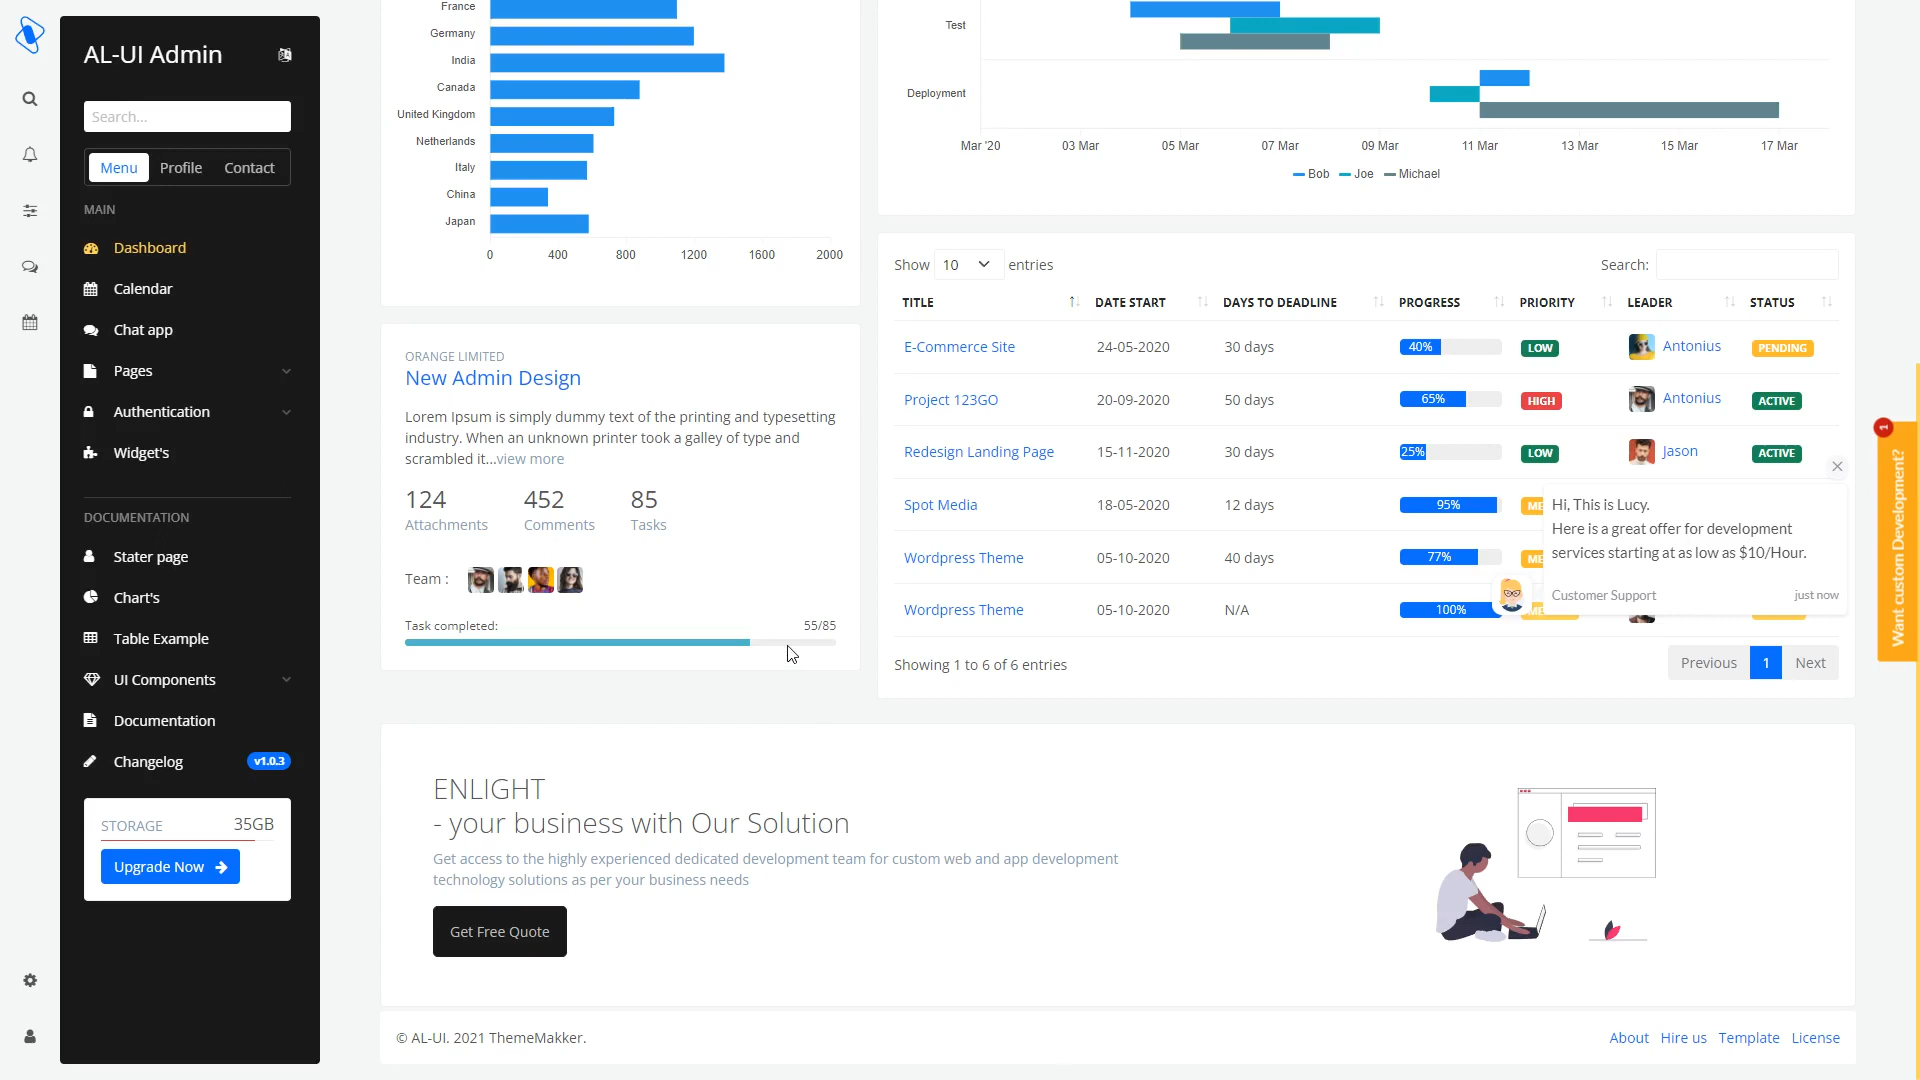 AL-UI Admin
Search...
Menu Profile Contact
MAIN
Dashboard
Calendar
Chat app
Pages
Authentication
Widget's
DOCUMENTATION
Stater page
Chart's
Table Example
UI Components
Documentation
Changelog v1.0.3
STORAGE 35GB
Upgrade Now
France
Germany
India
Canada
United Kingdom
Netherlands
Italy
China
Japan
0 400 800 1200 1600 2000
Test
Deployment
Mar '20 03 Mar 05 Mar 07 Mar 09 Mar 11 Mar 13 Mar 15 Mar 17 Mar
Bob Joe Michael
ORANGE LIMITED
New Admin Design
Lorem Ipsum is simply dummy text of the printing and typesetting
industry. When an unknown printer took a galley of type and
scrambled it...view more
124 452 85
Attachments Comments Tasks
Team :
Task completed: 55/85
Show 10 entries Search:
TITLE DATE START DAYS TO DEADLINE PROGRESS PRIORITY LEADER STATUS
E-Commerce Site 24-05-2020 30 days 40% LOW Antonius PENDING
Project 123GO 20-09-2020 50 days 65% HIGH Antonius ACTIVE
Redesign Landing Page 15-11-2020 30 days 25% LOW Jason ACTIVE
Spot Media 18-05-2020 12 days 95%
Wordpress Theme 05-10-2020 40 days 77%
Wordpress Theme 05-10-2020 N/A 100%
Showing 1 to 6 of 6 entries Previous 1 Next
Hi, This is Lucy.
Here is a great offer for development
services starting at as low as $10/Hour.
Customer Support just now
1
Want custom Development?
ENLIGHT
- your business with Our Solution
Get access to the highly experienced dedicated development team for custom web and app development
technology solutions as per your business needs
Get Free Quote
© AL-UI. 2021 ThemeMakker. About Hire us Template License